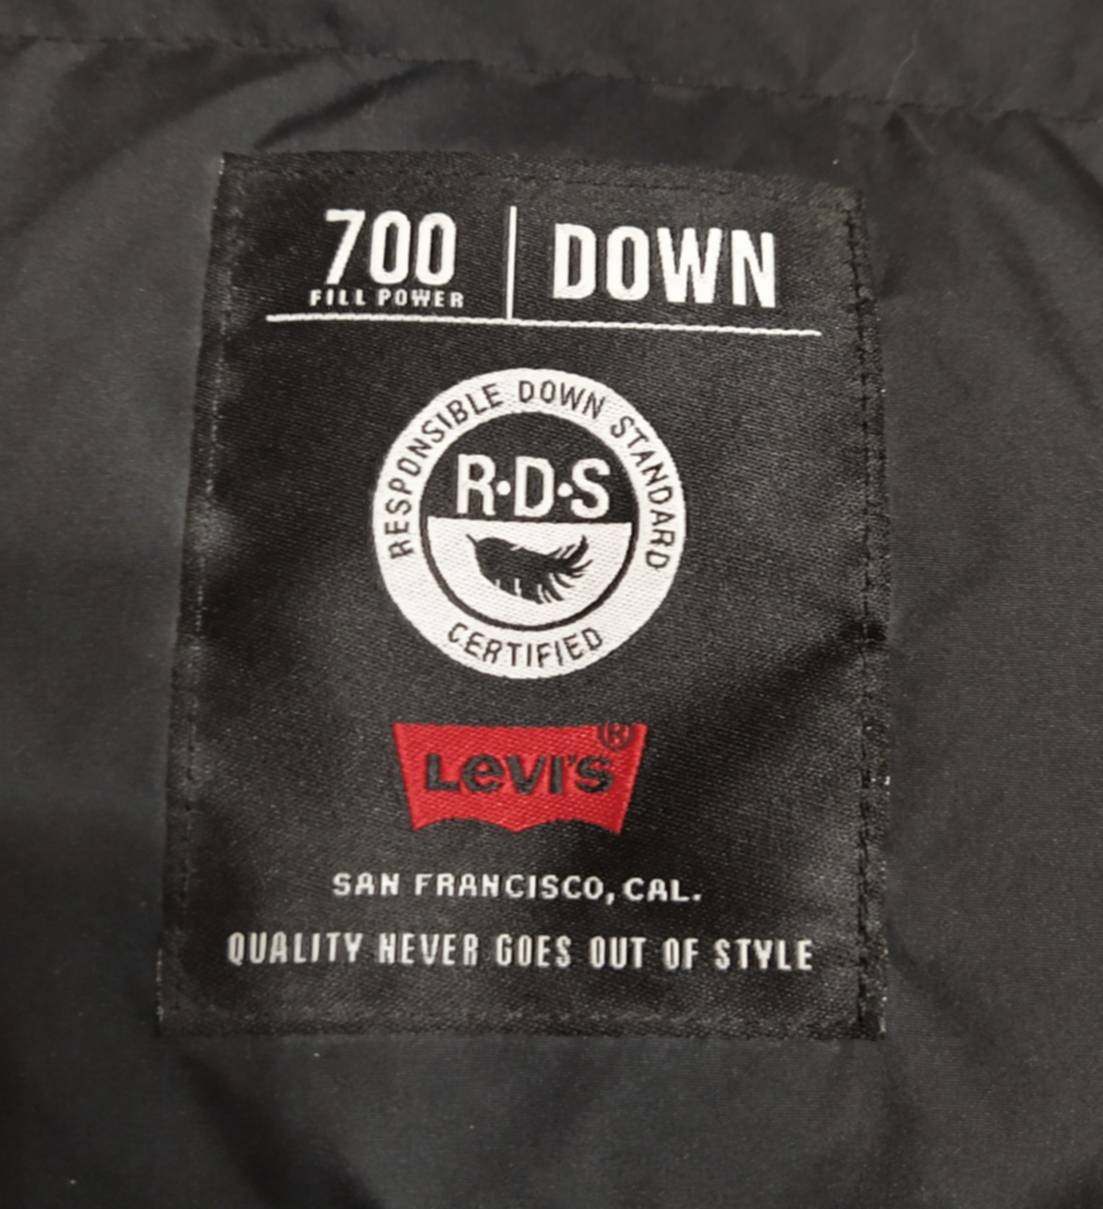 700 | DOWN
FILL POWER
RESPONSIBLE DOWN STANDARD
R·D·S
CERTIFIED
Levi's®
SAN FRANCISCO, CAL.
QUALITY NEVER GOES OUT OF STYLE